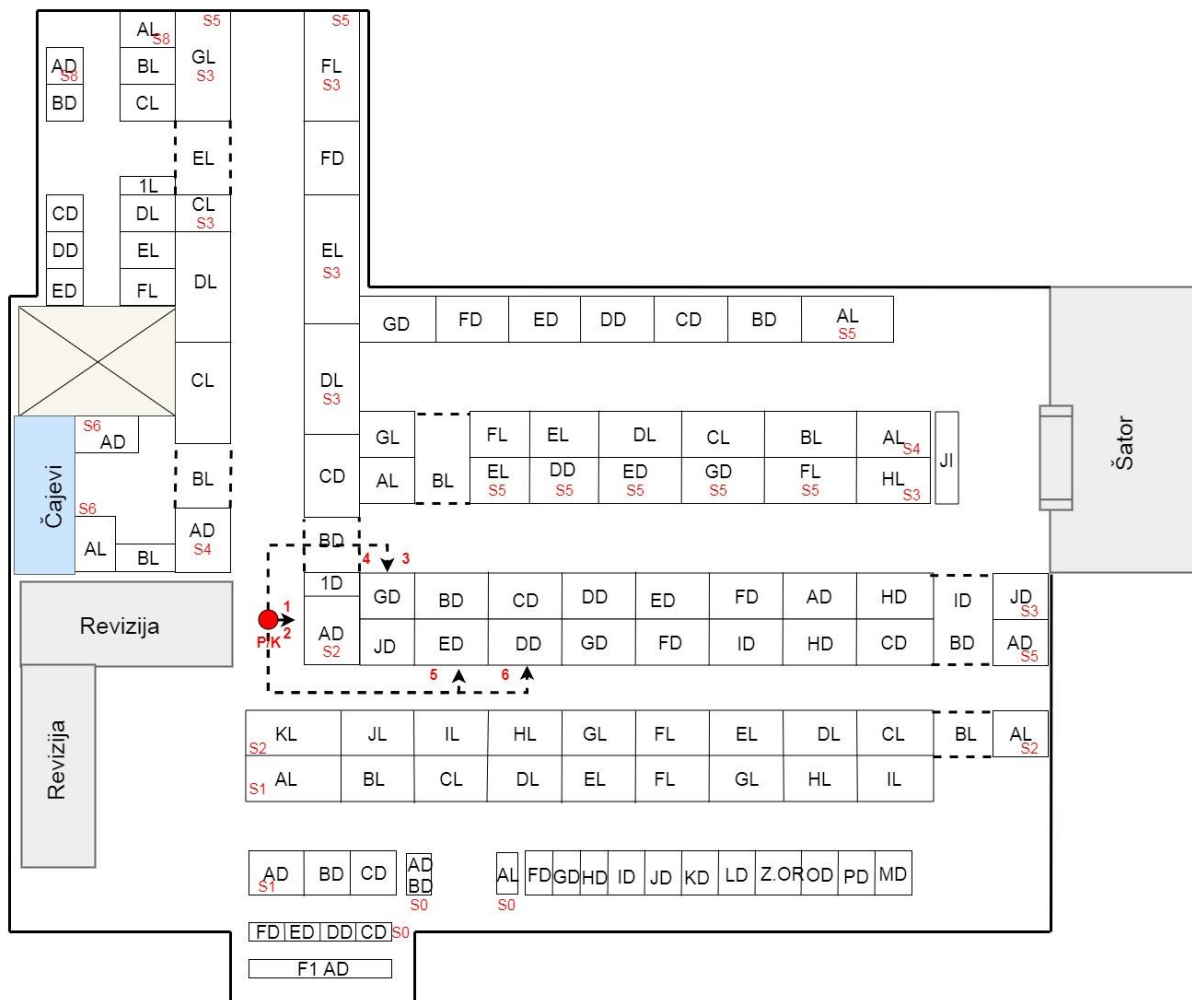 AL S8 GL S5 S3 FL S5 S3
AD S8 BL
BD CL
EL FD
1L
CD DL CL S3
DD EL DL EL S3
ED FL
GD FD ED DD CD BD AL S5
CL DL S3
S6 AD
GL FL EL DL CL BL AL S4
Čajevi BL CD AL BL EL S5 DD S5 ED S5 GD S5 FL S5 HL S3 JI Šator
S6
AL BL AD S4 BD
4 3
1D GD BD CD DD ED FD AD HD ID JD S3
Revizija P/K 1 2 AD S2 JD ED DD GD FD ID HD CD BD AD S5
5 6
Revizija
S2 KL JL IL HL GL FL EL DL CL BL AL S2
S1 AL BL CL DL EL FL GL HL IL
AD S1 BD CD AD BD S0 AL S0 FD GD HD ID JD KD LD Z.OR OD PD MD
FD ED DD CD S0
F1 AD